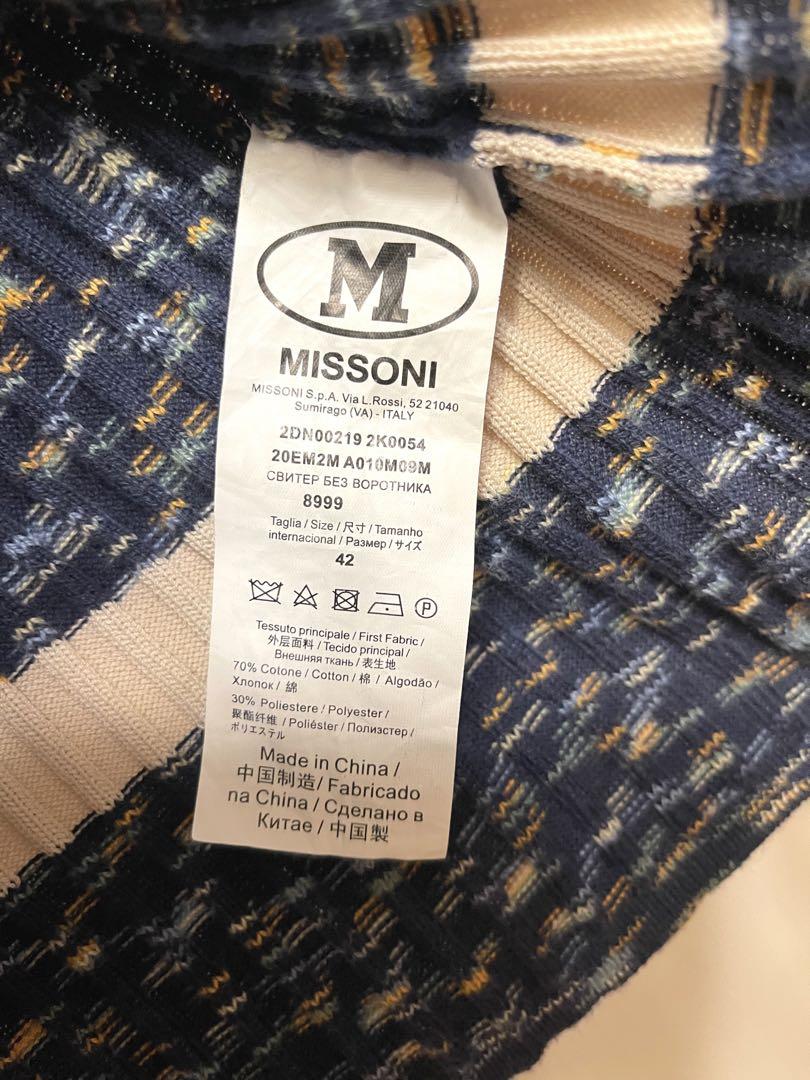 M
MISSONI
MISSONI S.p.A. Via L.Rossi, 52 21040
Sumirago (VA) - ITALY
2DN00219 2K0054
20EM2M A010M09M
СВИТЕР БЕЗ ВОРОТНИКА
8999
Taglia / Size / 尺寸 / Tamanho
internacional / Размер / サイズ
42
P
Tessuto principale / First Fabric /
外层面料 / Tecido principal /
Внешняя ткань / 表生地
70% Cotone / Cotton / 棉 / Algodão /
Хлопок / 綿
30% Poliestere / Polyester /
聚酯纤维 / Poliéster / Полиэстер /
ポリエステル
Made in China /
中国制造/ Fabricado
na China / Сделано в
Китае / 中国製